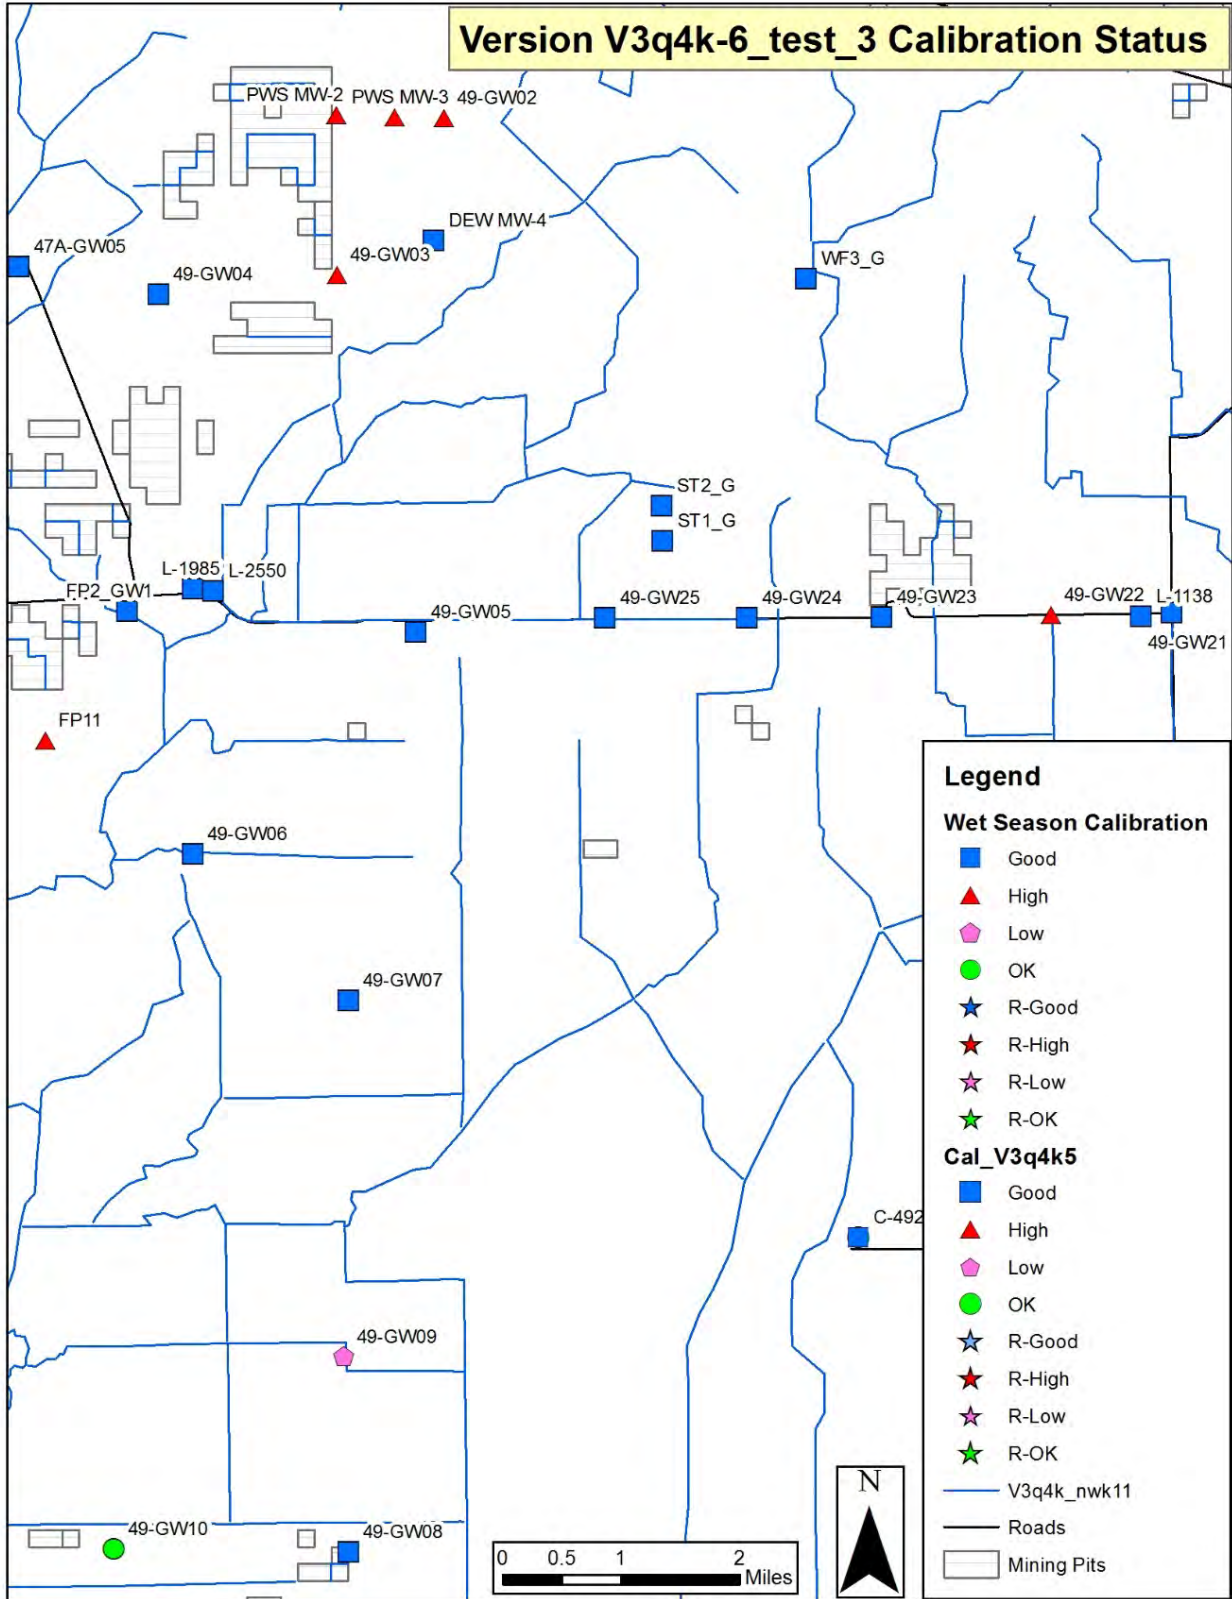 Version V3q4k-6_test_3 Calibration Status
PWS MW-2 PWS MW-3 49-GW02
DEW MW-4
47A-GW05
49-GW03
WF3_G
49-GW04
ST2_G
ST1_G
L-1985
L-2550
FP2_GW1
49-GW05
49-GW25
49-GW24
49-GW23
49-GW22
L-1138
49-GW21
FP11
49-GW06
49-GW07
C-492
49-GW09
49-GW10
49-GW08
Legend
Wet Season Calibration
Good
High
Low
OK
R-Good
R-High
R-Low
R-OK
Cal_V3q4k5
Good
High
Low
OK
R-Good
R-High
R-Low
R-OK
V3q4k_nwk11
Roads
Mining Pits
N
0 0.5 1 2
Miles